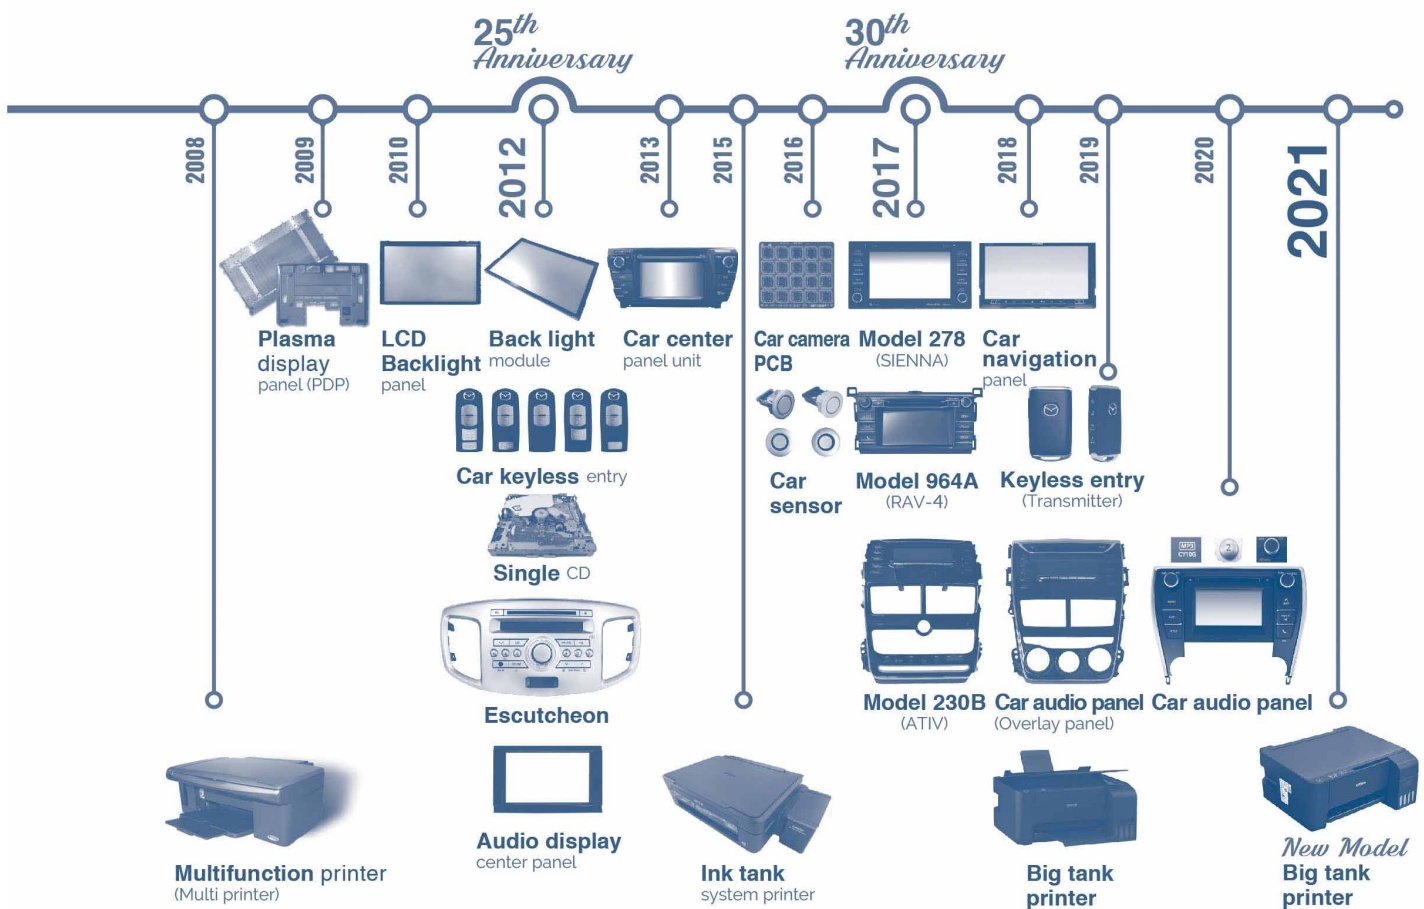 25th
Anniversary
30th
Anniversary
2008
2009
2010
2012
2013
2015
2016
2017
2018
2019
2020
2021
Plasma
display
panel (PDP)
LCD
Backlight
panel
Back light
module
Car center
panel unit
Car camera
PCB
Model 278
(SIENNA)
Car
navigation
panel
Car keyless entry
Car
sensor
Model 964A
(RAV-4)
Keyless entry
(Transmitter)
Single CD
MP3
Escutcheon
Model 230B
(ATIV)
Car audio panel
(Overlay panel)
Car audio panel
Multifunction printer
(Multi printer)
Audio display
center panel
Ink tank
system printer
Big tank
printer
New Model
Big tank
printer